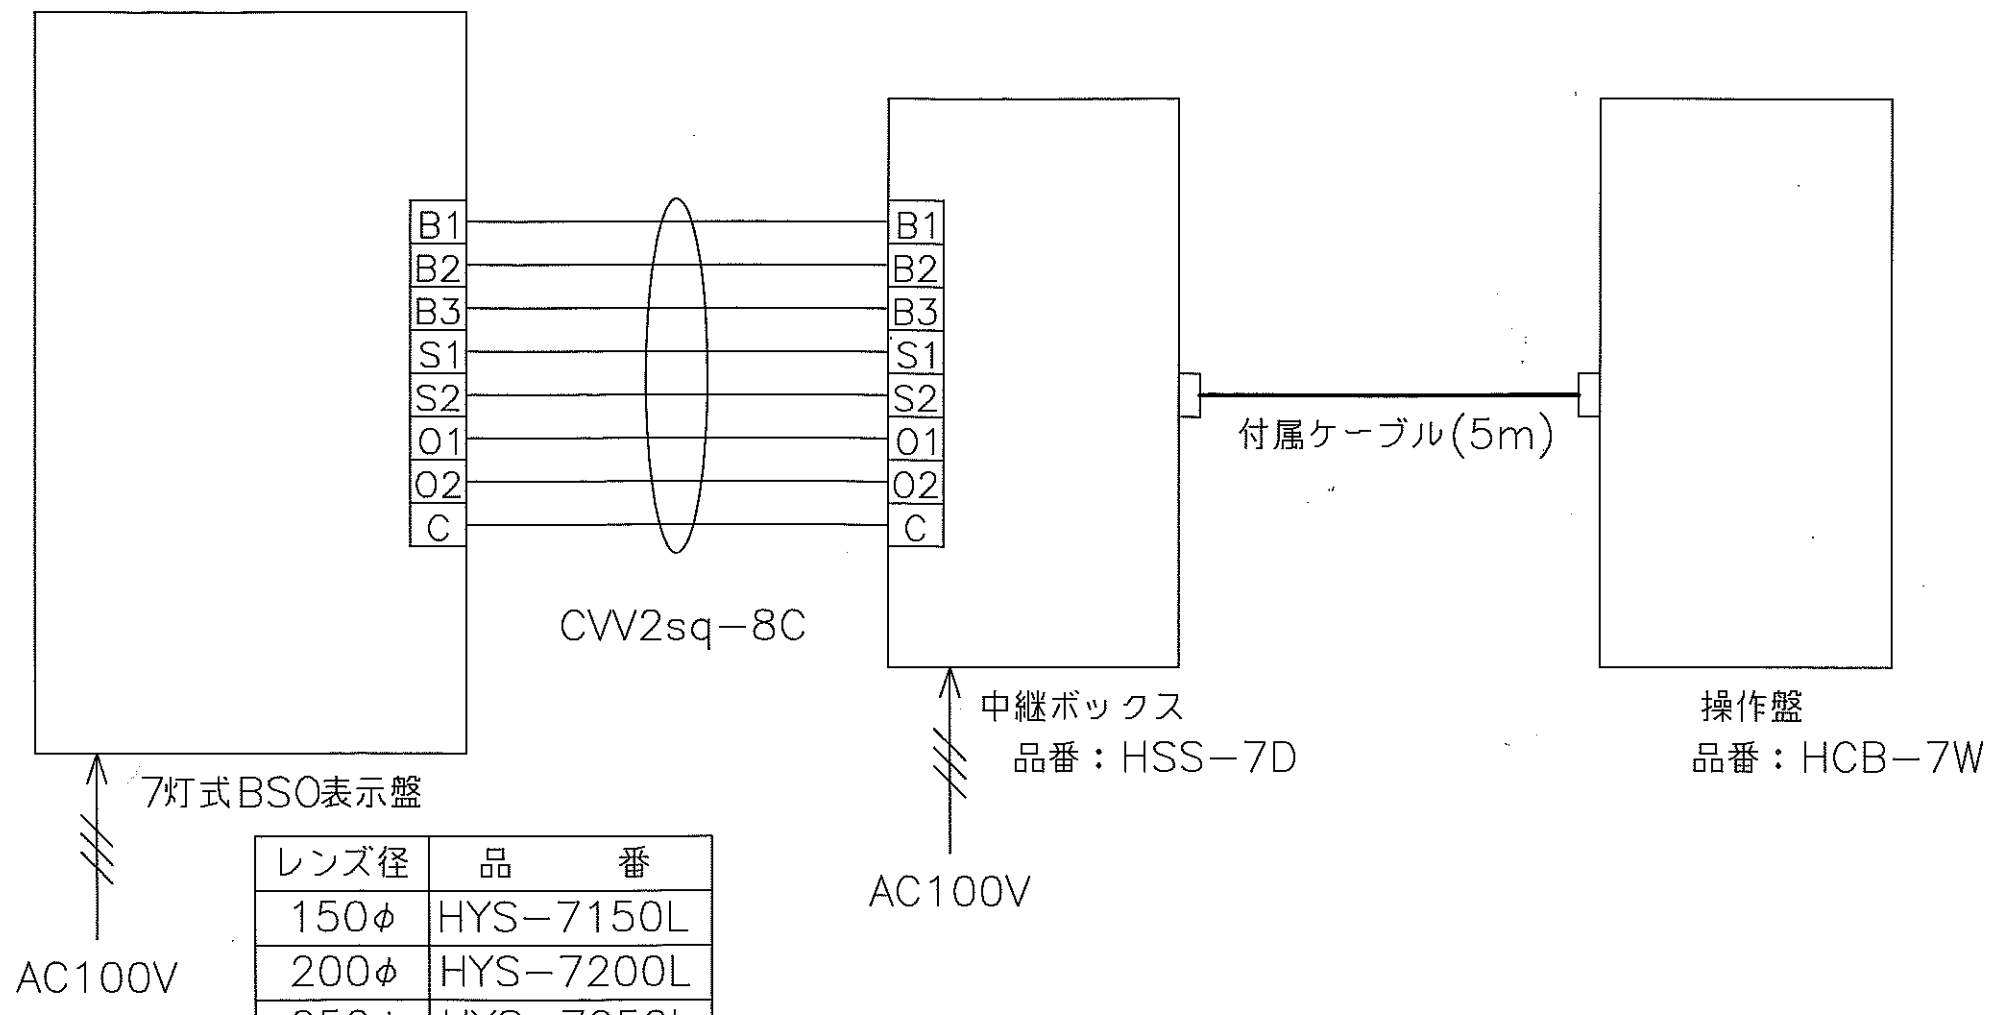 B1
B2
B3
S1
S2
O1
O2
C
B1
B2
B3
S1
S2
O1
O2
C
CVV2sq-8C
付属ケーブル(5m)
中継ボックス
品番:HSS-7D
操作盤
品番:HCB-7W
7灯式BSO表示盤
レンズ径 品 番
150φ HYS-7150L
200φ HYS-7200L
AC100V
AC100V